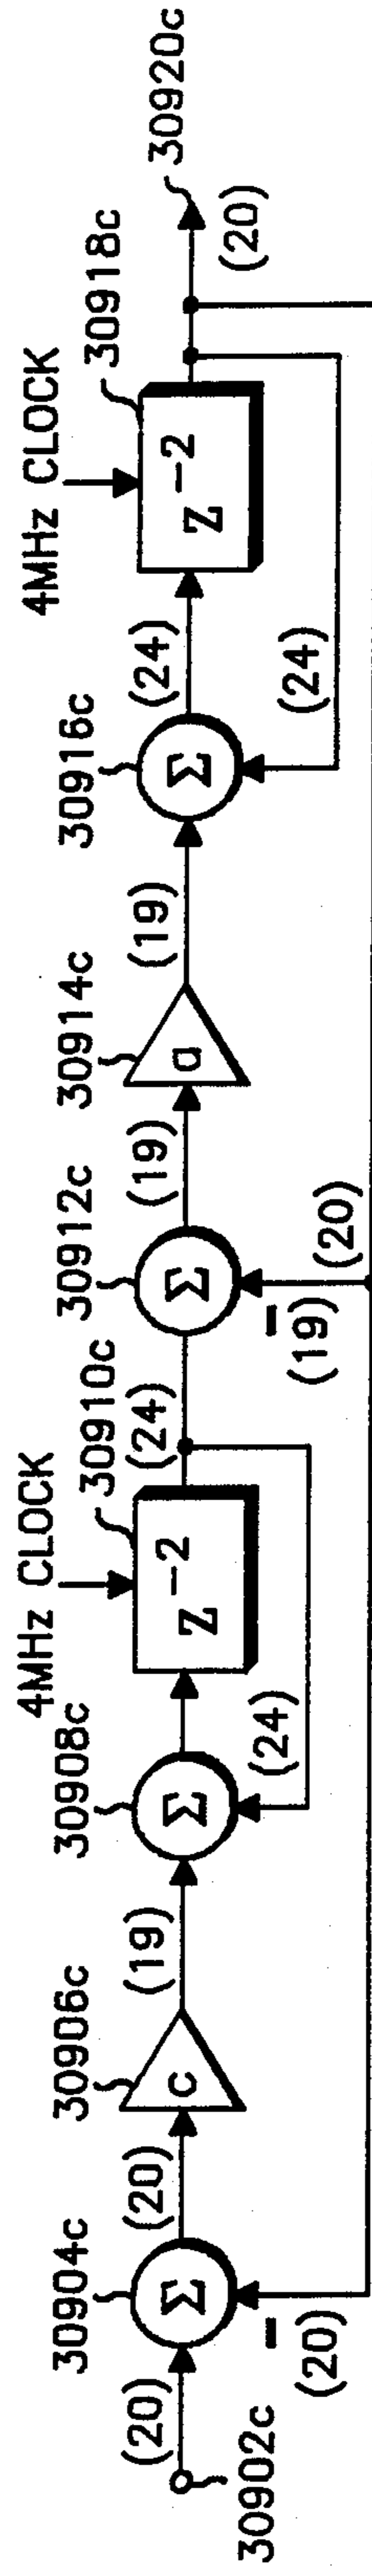 30902c
(20)
30904c
Σ
−
(20)
(20)
30906c
c
(19)
30908c
Σ
(24)
4MHz CLOCK
30910c
Z⁻²
(24)
30912c
Σ
−
(19)
(20)
(19)
30914c
a
(19)
30916c
Σ
(24)
(24)
4MHz CLOCK
30918c
Z⁻²
(20)
30920c